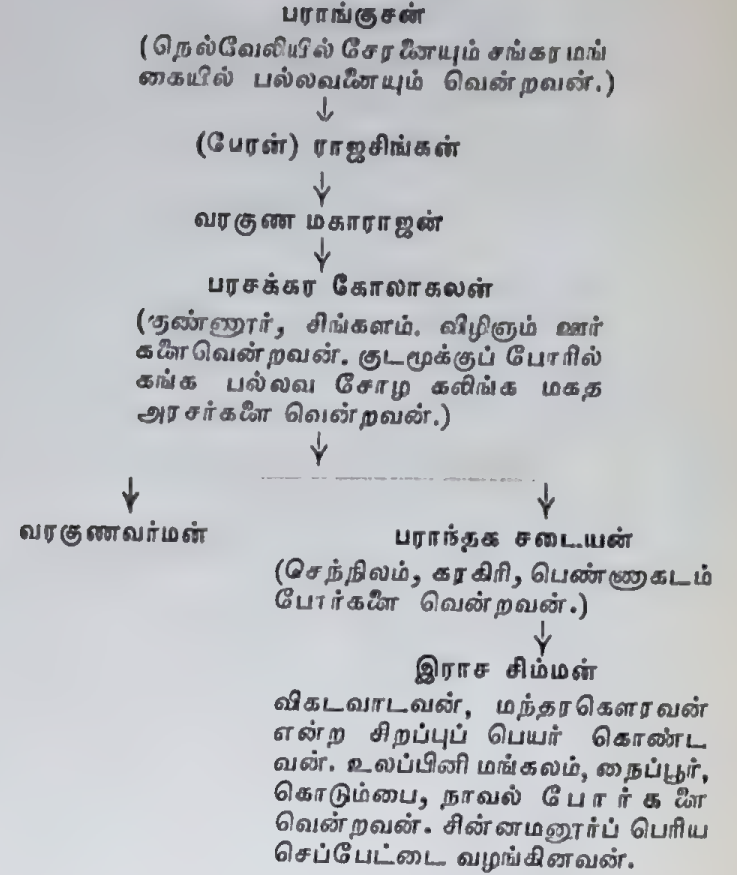 பராங்குசன்
(நெல்வேலியில் சேரனையும் சங்கரமங்
கையில் பல்லவனையும் வென்றவன்.)
(பேரன்) ராஜசிங்கன்
வரகுண மகாராஜன்
பரசக்கர கோலாகலன்
(குண்ணூர், சிங்களம். விழிஞம் ஊர்
களைவென்றவன். குடமூக்குப் போரில்
கங்க பல்லவ சோழ கலிங்க மகத
அரசர்களை வென்றவன்.)
வரகுணவர்மன்
பராந்தக சடையன்
(செந்நிலம், கரகிரி, பெண்ணாகடம்
போர்களை வென்றவன்.)
இராச சிம்மன்
விகடவாடவன், மந்தரகௌரவன்
என்ற சிறப்புப் பெயர் கொண்ட
வன். உலப்பினி மங்கலம், நைப்பூர்,
கொடும்பை, நாவல் போர்களை
வென்றவன். சின்னமனூர்ப் பெரிய
செப்பேட்டை வழங்கினவன்.